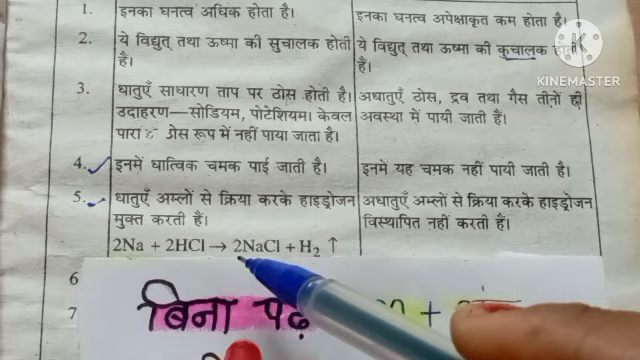 1. इनका घनत्व अधिक होता है। इनका घनत्व अपेक्षाकृत कम होता है।
2. ये विद्युत् तथा ऊष्मा की सुचालक होती ये विद्युत् तथा ऊष्मा की कुचालक होती
हैं। हैं।
3. धातुएँ साधारण ताप पर ठोस होती हैं। अधातुएँ ठोस, द्रव तथा गैस तीनों ही
उदाहरण—सोडियम, पोटेशियम। केवल अवस्था में पायी जाती हैं।
पारा ठोस रूप में नहीं पाया जाता है।
4. इनमें धात्विक चमक पाई जाती है। इनमें यह चमक नहीं पायी जाती है।
5. धातुएँ अम्लों से क्रिया करके हाइड्रोजन अधातुएँ अम्लों से क्रिया करके हाइड्रोजन
मुक्त करती हैं। विस्थापित नहीं करती हैं।
2Na + 2HCl → 2NaCl + H₂ ↑
6
7
बिना पढ़ +
K
KINEMASTER